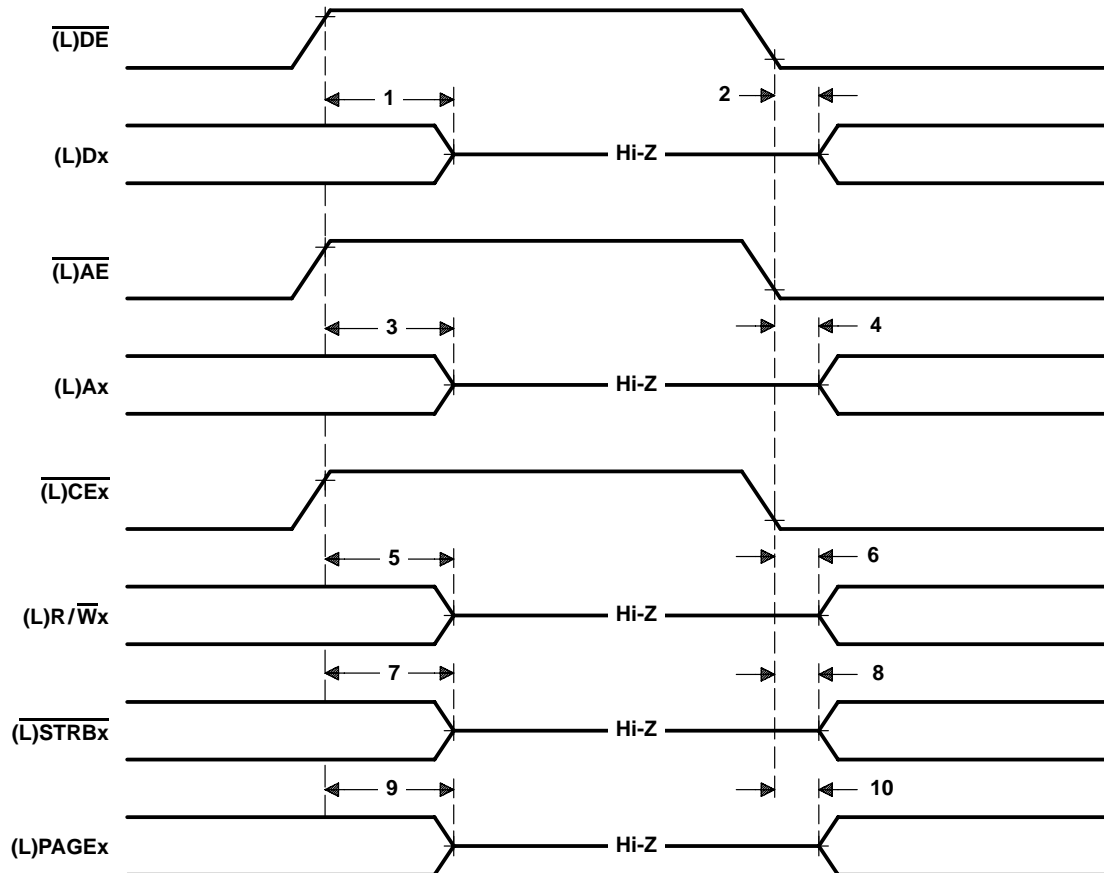 (L)DE
1
2
(L)Dx
Hi-Z
(L)AE
3
4
(L)Ax
Hi-Z
(L)CEx
5
6
(L)R/W̅x
Hi-Z
7
8
(L)STRBx
Hi-Z
9
10
(L)PAGEx
Hi-Z